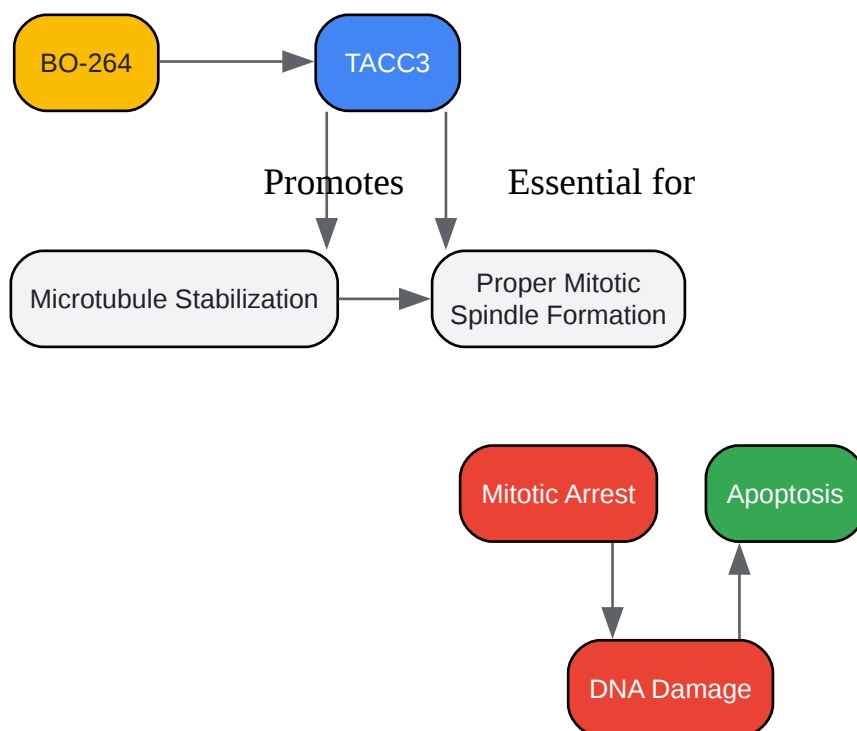 BO-264
TACC3
Promotes
Essential for
Microtubule Stabilization
Proper Mitotic
Spindle Formation
Mitotic Arrest
Apoptosis
DNA Damage